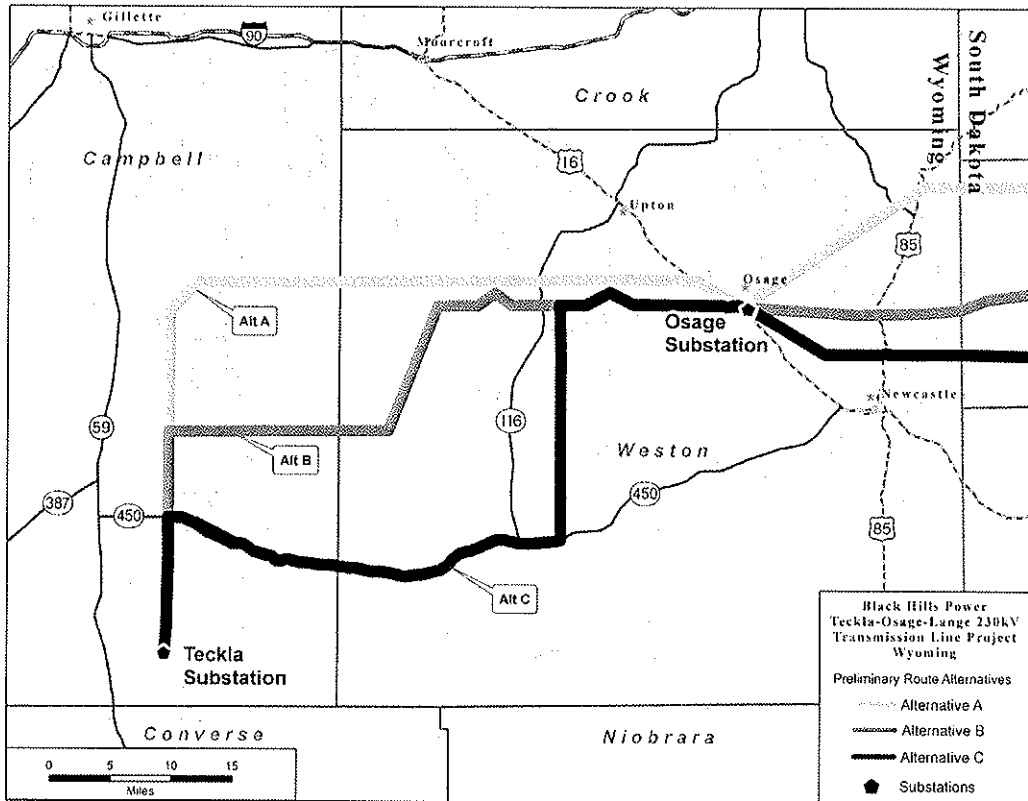 Gillette
90
Moorcroft
South Dakota
Wyoming
Crook
Campbell
16
Upton
85
Osage
Alt A
Osage
Substation
Newcastle
59
116
Alt B
Weston
387
450
450
85
Alt C
Teckla
Substation
Converse
Niobrara
0 5 10 15
Miles
Black Hills Power
Teckla-Osage-Lange 230kV
Transmission Line Project
Wyoming
Preliminary Route Alternatives
Alternative A
Alternative B
Alternative C
Substations